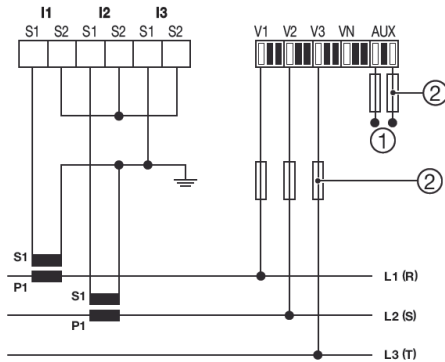 I1 I2 I3
S1 S2 S1 S2 S1 S2
V1 V2 V3 VN AUX
2
1
2
S1
P1
L1 (R)
S1
P1
L2 (S)
L3 (T)